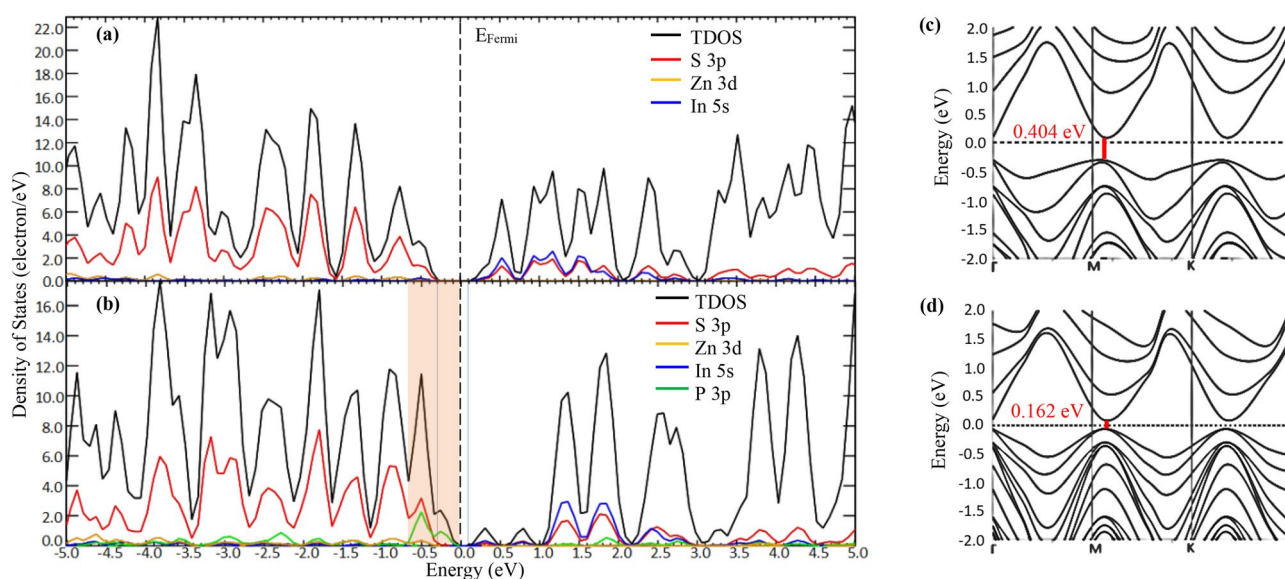 (a)
E_Fermi
TDOS
S 3p
Zn 3d
In 5s
22.0
20.0
18.0
16.0
14.0
12.0
10.0
8.0
6.0
4.0
2.0
0.0
(b)
TDOS
S 3p
Zn 3d
In 5s
P 3p
16.0
14.0
12.0
10.0
8.0
6.0
4.0
2.0
0.0
Density of States (electron/eV)
-5.0 -4.5 -4.0 -3.5 -3.0 -2.5 -2.0 -1.5 -1.0 -0.5 0.0 0.5 1.0 1.5 2.0 2.5 3.0 3.5 4.0 4.5 5.0
Energy (eV)
(c)
2.0
1.5
1.0
0.5
0.0
-0.5
-1.0
-1.5
-2.0
Energy (eV)
0.404 eV
Γ M K
(d)
2.0
1.5
1.0
0.5
0.0
-0.5
-1.0
-1.5
-2.0
Energy (eV)
0.162 eV
Γ M K